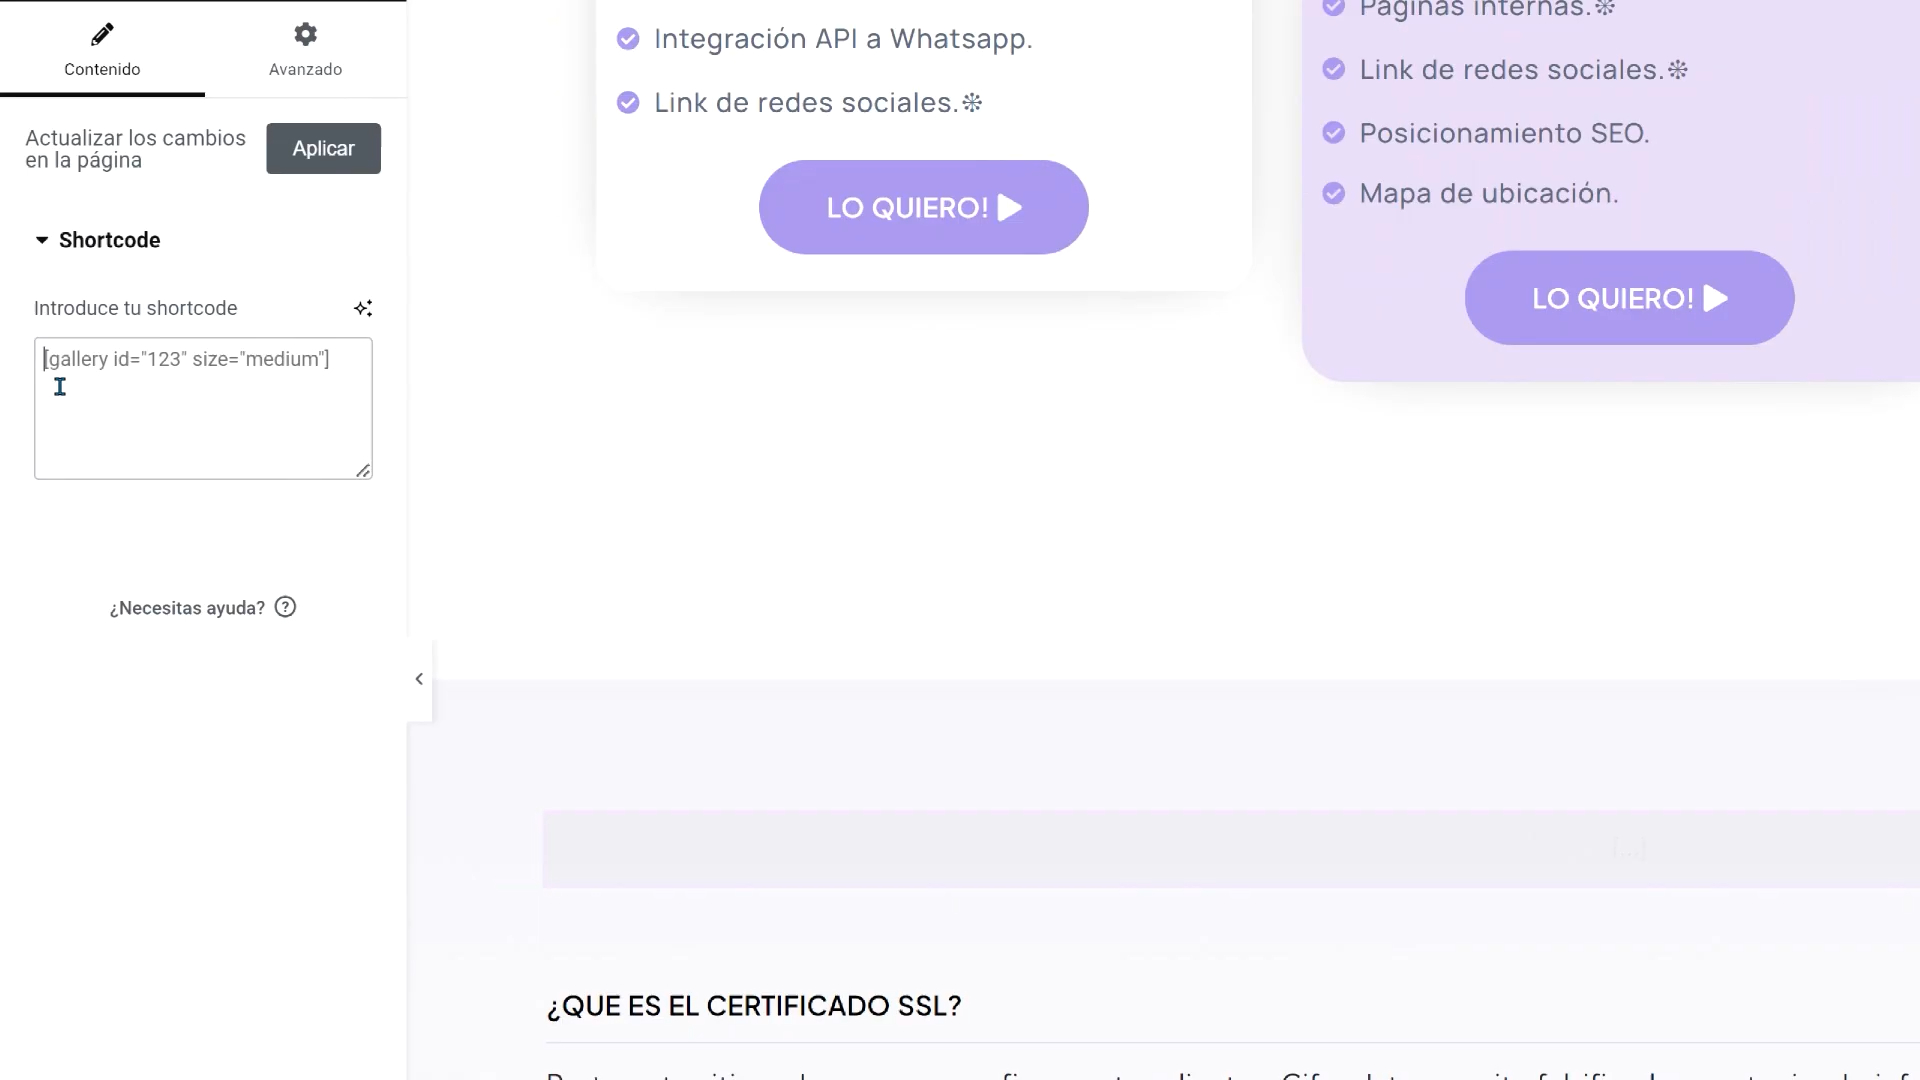 Contenido
Avanzado
Actualizar los cambios
en la página
Aplicar
Shortcode
Introduce tu shortcode
[gallery id="123" size="medium"]
¿Necesitas ayuda?
Integración API a Whatsapp.
Link de redes sociales.❊
LO QUIERO!
Páginas internas.❊
Link de redes sociales.❊
Posicionamiento SEO.
Mapa de ubicación.
LO QUIERO!
¿QUE ES EL CERTIFICADO SSL?